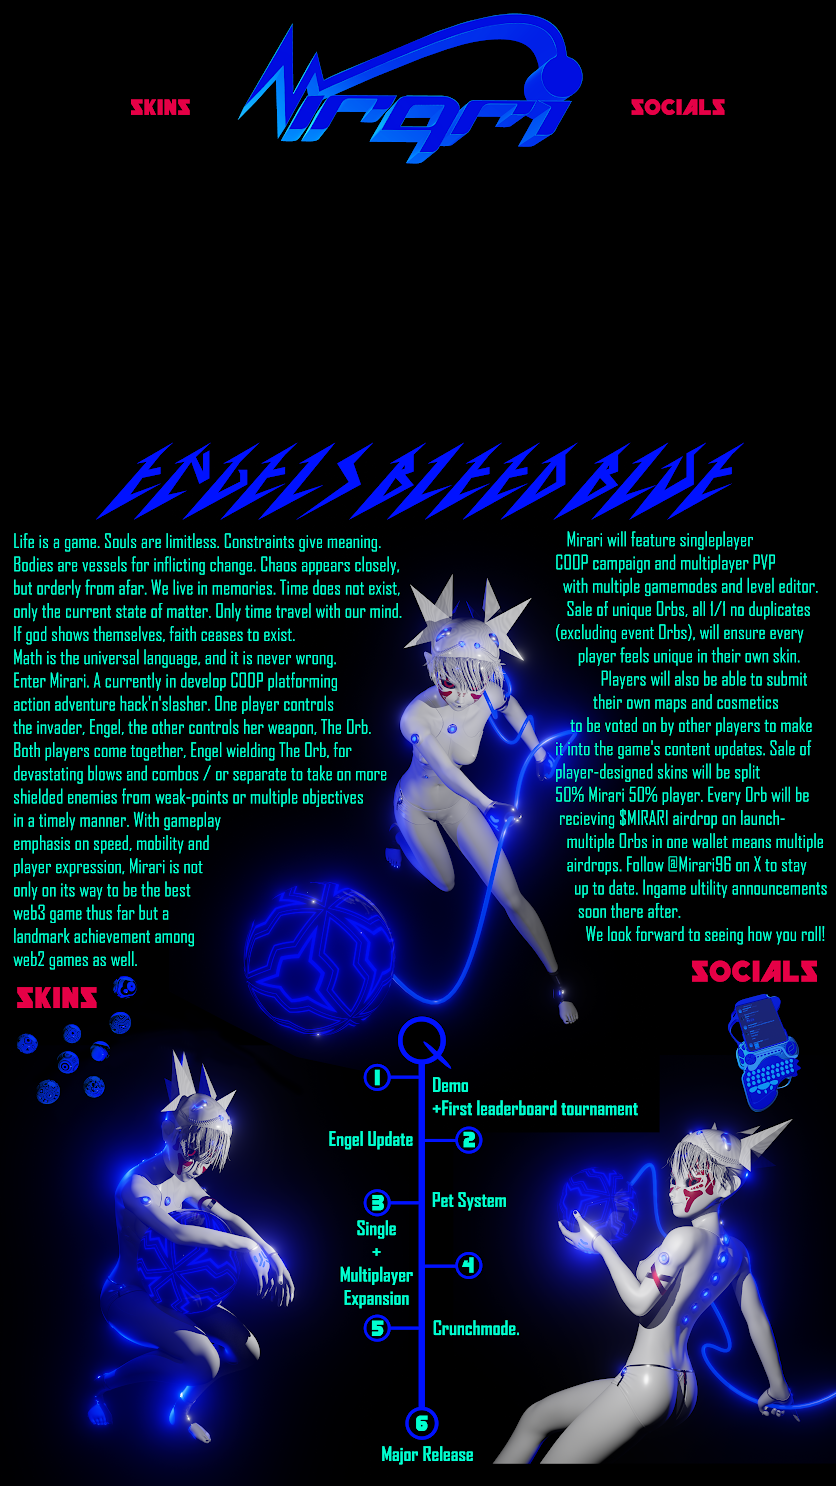 Mirari
SKINS
SOCIALS
ENGELS BLEED BLUE
Life is a game. Souls are limitless. Constraints give meaning.
Bodies are vessels for inflicting change. Chaos appears closely,
but orderly from afar. We live in memories. Time does not exist,
only the current state of matter. Only time travel with our mind.
If god shows themselves, faith ceases to exist.
Math is the universal language, and it is never wrong.
Enter Mirari. A currently in develop COOP platforming
action adventure hack'n'slasher. One player controls
the invader, Engel, the other controls her weapon, The Orb.
Both players come together, Engel wielding The Orb, for
devastating blows and combos / or separate to take on more
shielded enemies from weak-points or multiple objectives
in a timely manner. With gameplay
emphasis on speed, mobility and
player expression, Mirari is not
only on its way to be the best
web3 game thus far but a
landmark achievement among
web2 games as well.
Mirari will feature singleplayer
COOP campaign and multiplayer PVP
with multiple gamemodes and level editor.
Sale of unique Orbs, all 1/1 no duplicates
(excluding event Orbs), will ensure every
player feels unique in their own skin.
Players will also be able to submit
their own maps and cosmetics
to be voted on by other players to make
it into the game's content updates. Sale of
player-designed skins will be split
50% Mirari 50% player. Every Orb will be
recieving $MIRARI airdrop on launch-
multiple Orbs in one wallet means multiple
airdrops. Follow @Mirari96 on X to stay
up to date. Ingame ultility announcements
soon there after.
We look forward to seeing how you roll!
SKINS
SOCIALS
1
Demo
+First leaderboard tournament
Engel Update
2
3
Pet System
Single
+
Multiplayer
Expansion
4
5
Crunchmode.
6
Major Release